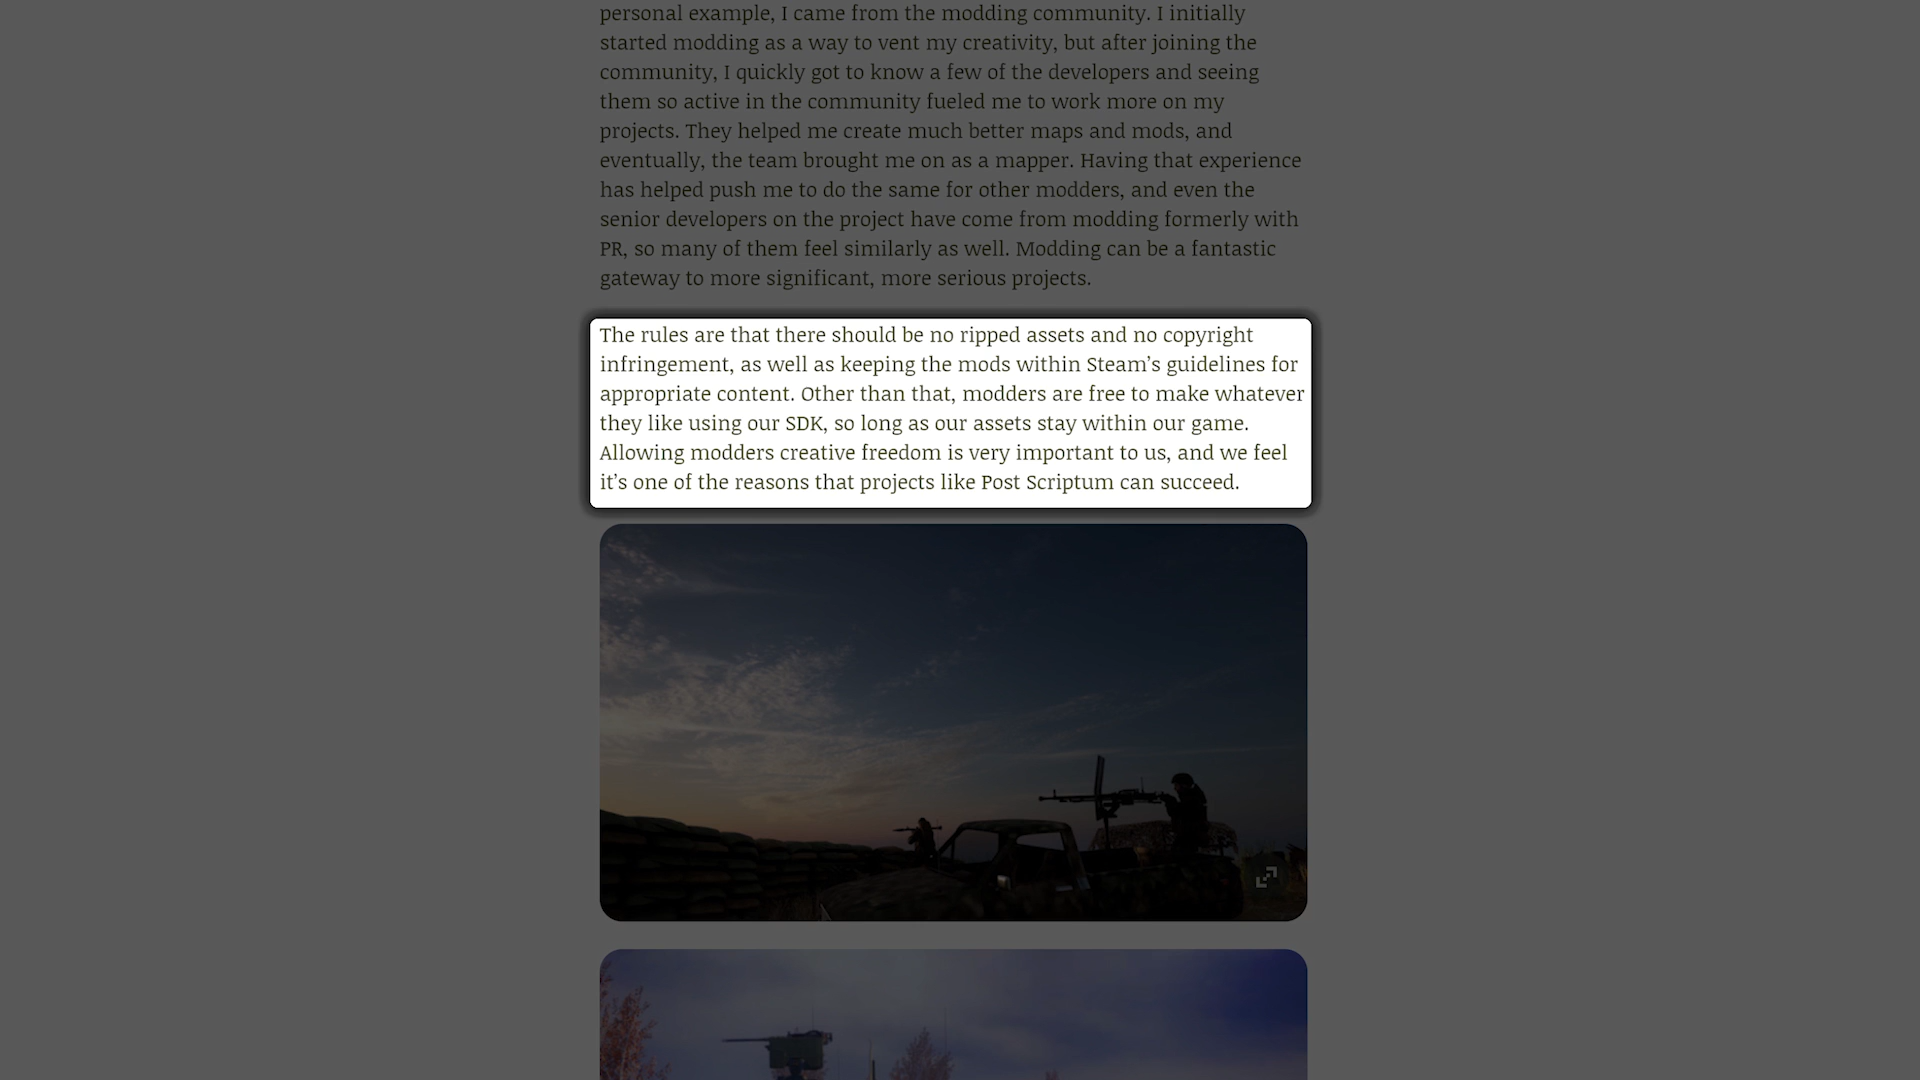 personal example, I came from the modding community. I initially
started modding as a way to vent my creativity, but after joining the
community, I quickly got to know a few of the developers and seeing
them so active in the community fueled me to work more on my
projects. They helped me create much better maps and mods, and
eventually, the team brought me on as a mapper. Having that experience
has helped push me to do the same for other modders, and even the
senior developers on the project have come from modding formerly with
PR, so many of them feel similarly as well. Modding can be a fantastic
gateway to more significant, more serious projects.
The rules are that there should be no ripped assets and no copyright
infringement, as well as keeping the mods within Steam’s guidelines for
appropriate content. Other than that, modders are free to make whatever
they like using our SDK, so long as our assets stay within our game.
Allowing modders creative freedom is very important to us, and we feel
it’s one of the reasons that projects like Post Scriptum can succeed.